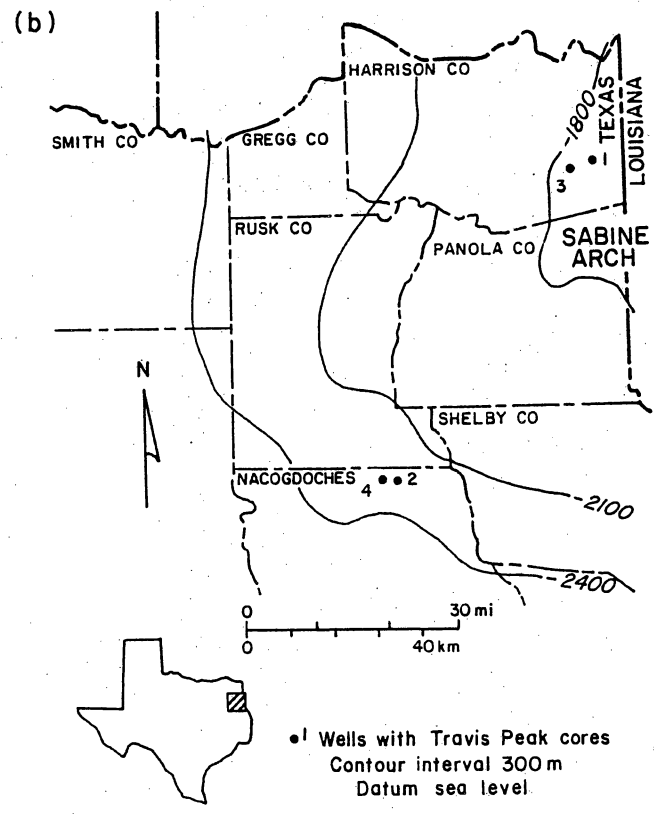 (b)
HARRISON CO
SMITH CO
GREGG CO
-1800
TEXAS
LOUISIANA
1
3
RUSK CO
PANOLA CO
SABINE
ARCH
N
SHELBY CO
NACOGDOCHES
4
2
-2100
-2400
0
30 mi
0
40 km
1 Wells with Travis Peak cores
Contour interval 300 m
Datum sea level